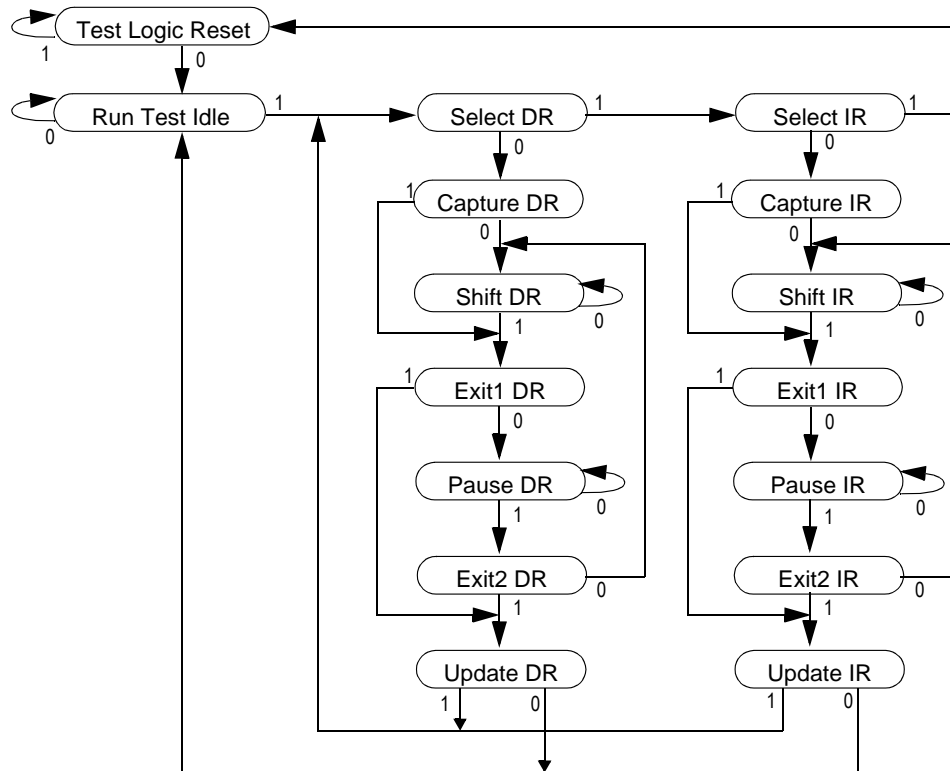 Test Logic Reset
1
0
Run Test Idle
1
0
Select DR
1
0
Select IR
1
0
1
Capture DR
0
1
Capture IR
0
Shift DR
0
1
Shift IR
0
1
1
Exit1 DR
0
1
Exit1 IR
0
Pause DR
0
1
Pause IR
0
1
Exit2 DR
0
1
Exit2 IR
0
1
Update DR
1
0
Update IR
1
0